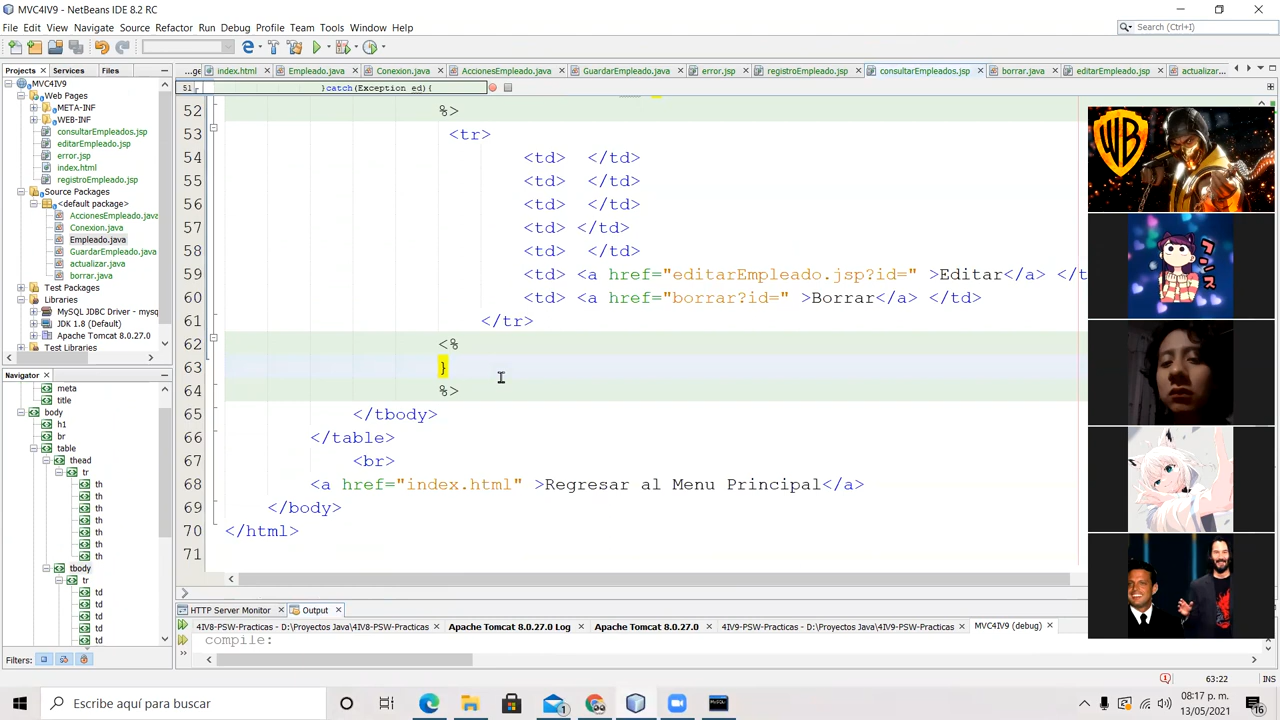 MVC4IV9 - NetBeans IDE 8.2 RC
File Edit View Navigate Source Refactor Run Debug Profile Team Tools Window Help
Search (Ctrl+I)
Projects Services Files
...ge index.html Empleado.java Conexion.java AccionesEmpleado.java GuardarEmpleado.java error.jsp registroEmpleado.jsp consultarEmpleados.jsp borrar.java editarEmpleado.jsp actualizar....
51 }catch(Exception ed){
MVC4IV9
Web Pages
META-INF
WEB-INF
consultarEmpleados.jsp
editarEmpleado.jsp
error.jsp
index.html
registroEmpleado.jsp
Source Packages
<default package>
AccionesEmpleado.java
Conexion.java
Empleado.java
GuardarEmpleado.java
actualizar.java
borrar.java
Test Packages
Libraries
MySQL JDBC Driver - mysq
JDK 1.8 (Default)
Apache Tomcat 8.0.27.0
Test Libraries
52 %>
53 <tr>
54 <td> </td>
55 <td> </td>
56 <td> </td>
57 <td> </td>
58 <td> </td>
59 <td> <a href="editarEmpleado.jsp?id=" >Editar</a> </t
60 <td> <a href="borrar?id=" >Borrar</a> </td>
61 </tr>
62 <%
63 }
64 %>
65 </tbody>
66 </table>
67 <br>
68 <a href="index.html" >Regresar al Menu Principal</a>
69 </body>
70 </html>
71
Navigator
meta
title
body
h1
br
table
thead
tr
th
th
th
th
th
th
th
tbody
tr
td
td
td
td
td
Filters:
HTTP Server Monitor Output
4IV8-PSW-Practicas - D:\Proyectos Java\4IV8-PSW-Practicas Apache Tomcat 8.0.27.0 Log Apache Tomcat 8.0.27.0 4IV9-PSW-Practicas - D:\Proyectos Java\4IV9-PSW-Practicas MVC4IV9 (debug)
compile:
63:22 INS
WB
Escribe aquí para buscar
1
08:17 p. m.
13/05/2021
16